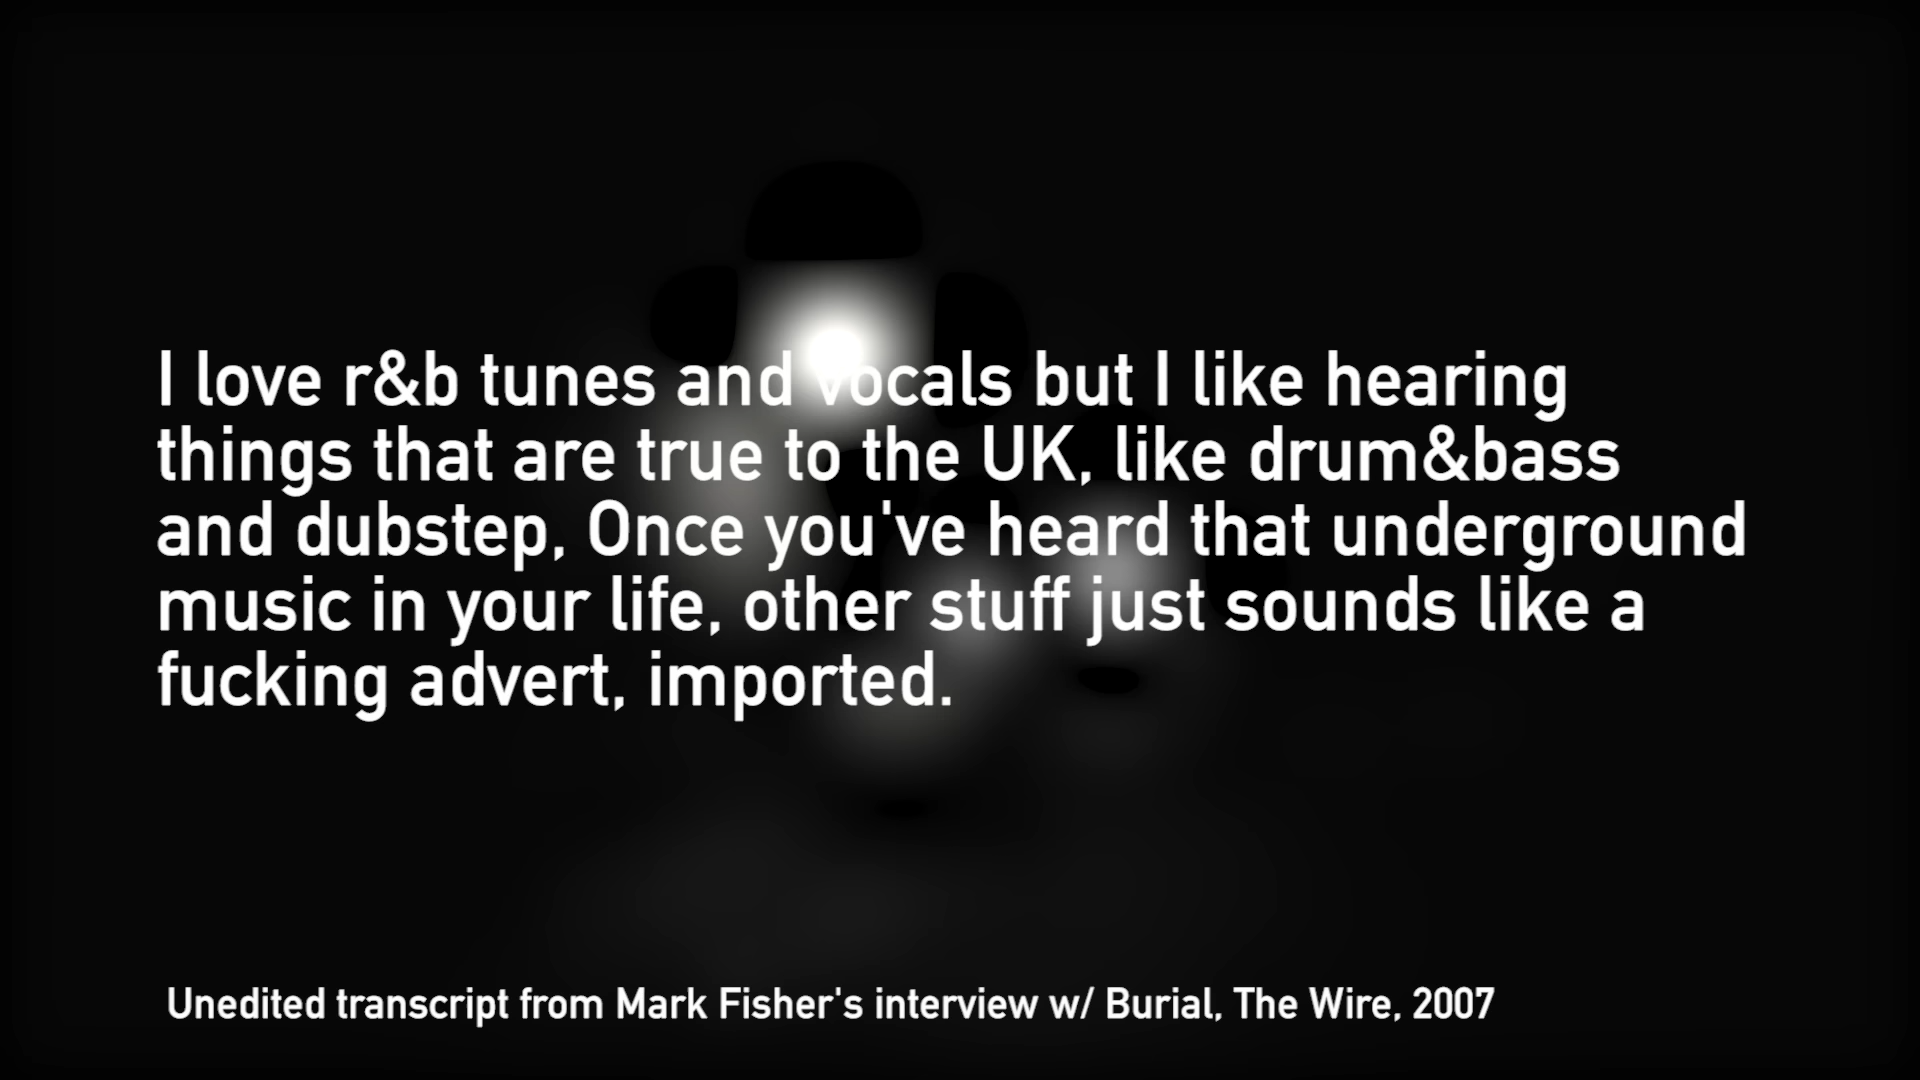 I love r&b tunes and vocals but I like hearing
things that are true to the UK, like drum&bass
and dubstep, Once you've heard that underground
music in your life, other stuff just sounds like a
fucking advert, imported.
Unedited transcript from Mark Fisher's interview w/ Burial, The Wire, 2007